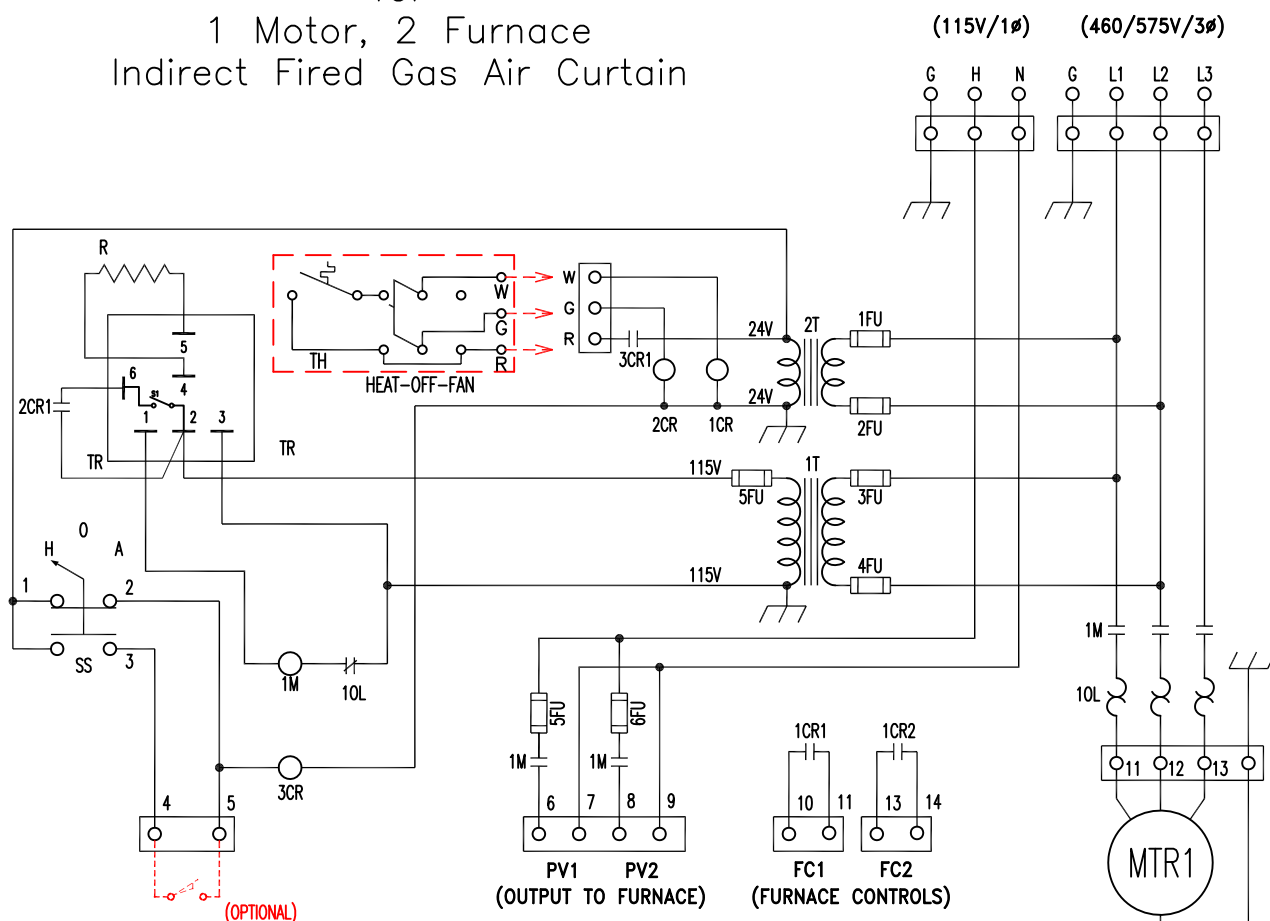 1 Motor, 2 Furnace
Indirect Fired Gas Air Curtain
(115V/1ø) (460/575V/3ø)
G H N G L1 L2 L3
R
5
6
4
S1
1 2 3
2CR1
TR
TR
W
G
R
TH
HEAT-OFF-FAN
W
G
R
3CR1
2CR 1CR
24V
24V
2T
1FU
2FU
115V
5FU
1T
3FU
115V
4FU
H O A
1 2
3
SS
1M
1OL
3CR
4 5
(OPTIONAL)
5FU 6FU
1M 1M
6 7 8 9
PV1 PV2
(OUTPUT TO FURNACE)
1CR1 1CR2
10 11 13 14
FC1 FC2
(FURNACE CONTROLS)
1M
1OL
11 12 13
MTR1